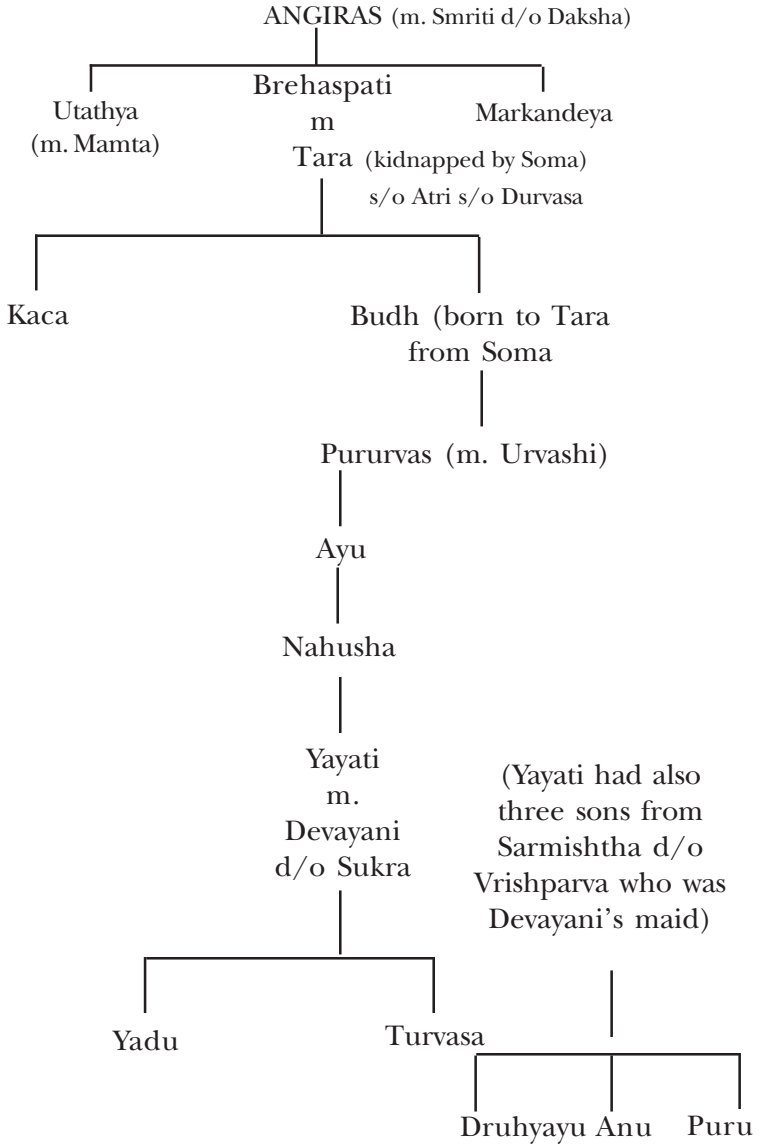 ANGIRAS (m. Smriti d/o Daksha)
Utathya
(m. Mamta)
Brehaspati
m
Tara (kidnapped by Soma)
s/o Atri s/o Durvasa
Markandeya
Kaca
Budh (born to Tara
from Soma
Pururvas (m. Urvashi)
Ayu
Nahusha
Yayati
m.
Devayani
d/o Sukra
(Yayati had also
three sons from
Sarmishtha d/o
Vrishparva who was
Devayani’s maid)
Yadu
Turvasa
Druhyayu Anu Puru